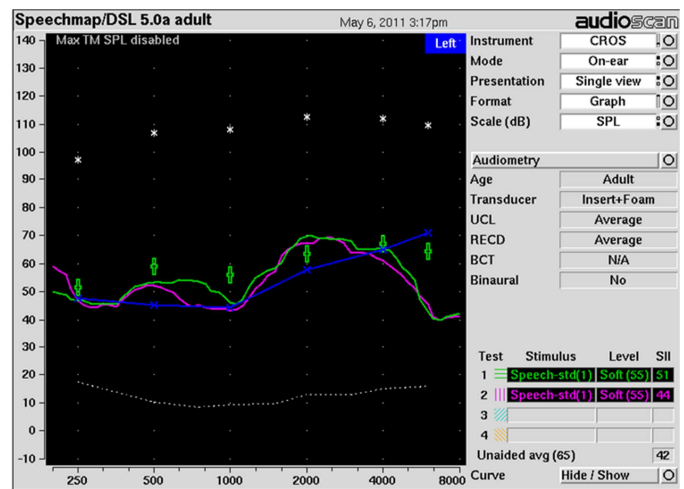 Speechmap/DSL 5.0a adult
May 6, 2011 3:17pm
audioscan
Max TM SPL disabled
Left
140
130
120
110
100
90
80
70
60
50
40
30
20
10
0
-10
250 500 1000 2000 4000 8000
Instrument CROS
Mode On-ear
Presentation Single view
Format Graph
Scale (dB) SPL
Audiometry
Age Adult
Transducer Insert+Foam
UCL Average
RECD Average
BCT N/A
Binaural No
Test Stimulus Level SII
1 Speech-std(1) Soft (55) 51
2 Speech-std(1) Soft (55) 44
3
4
Unaided avg (65) 42
Curve Hide / Show